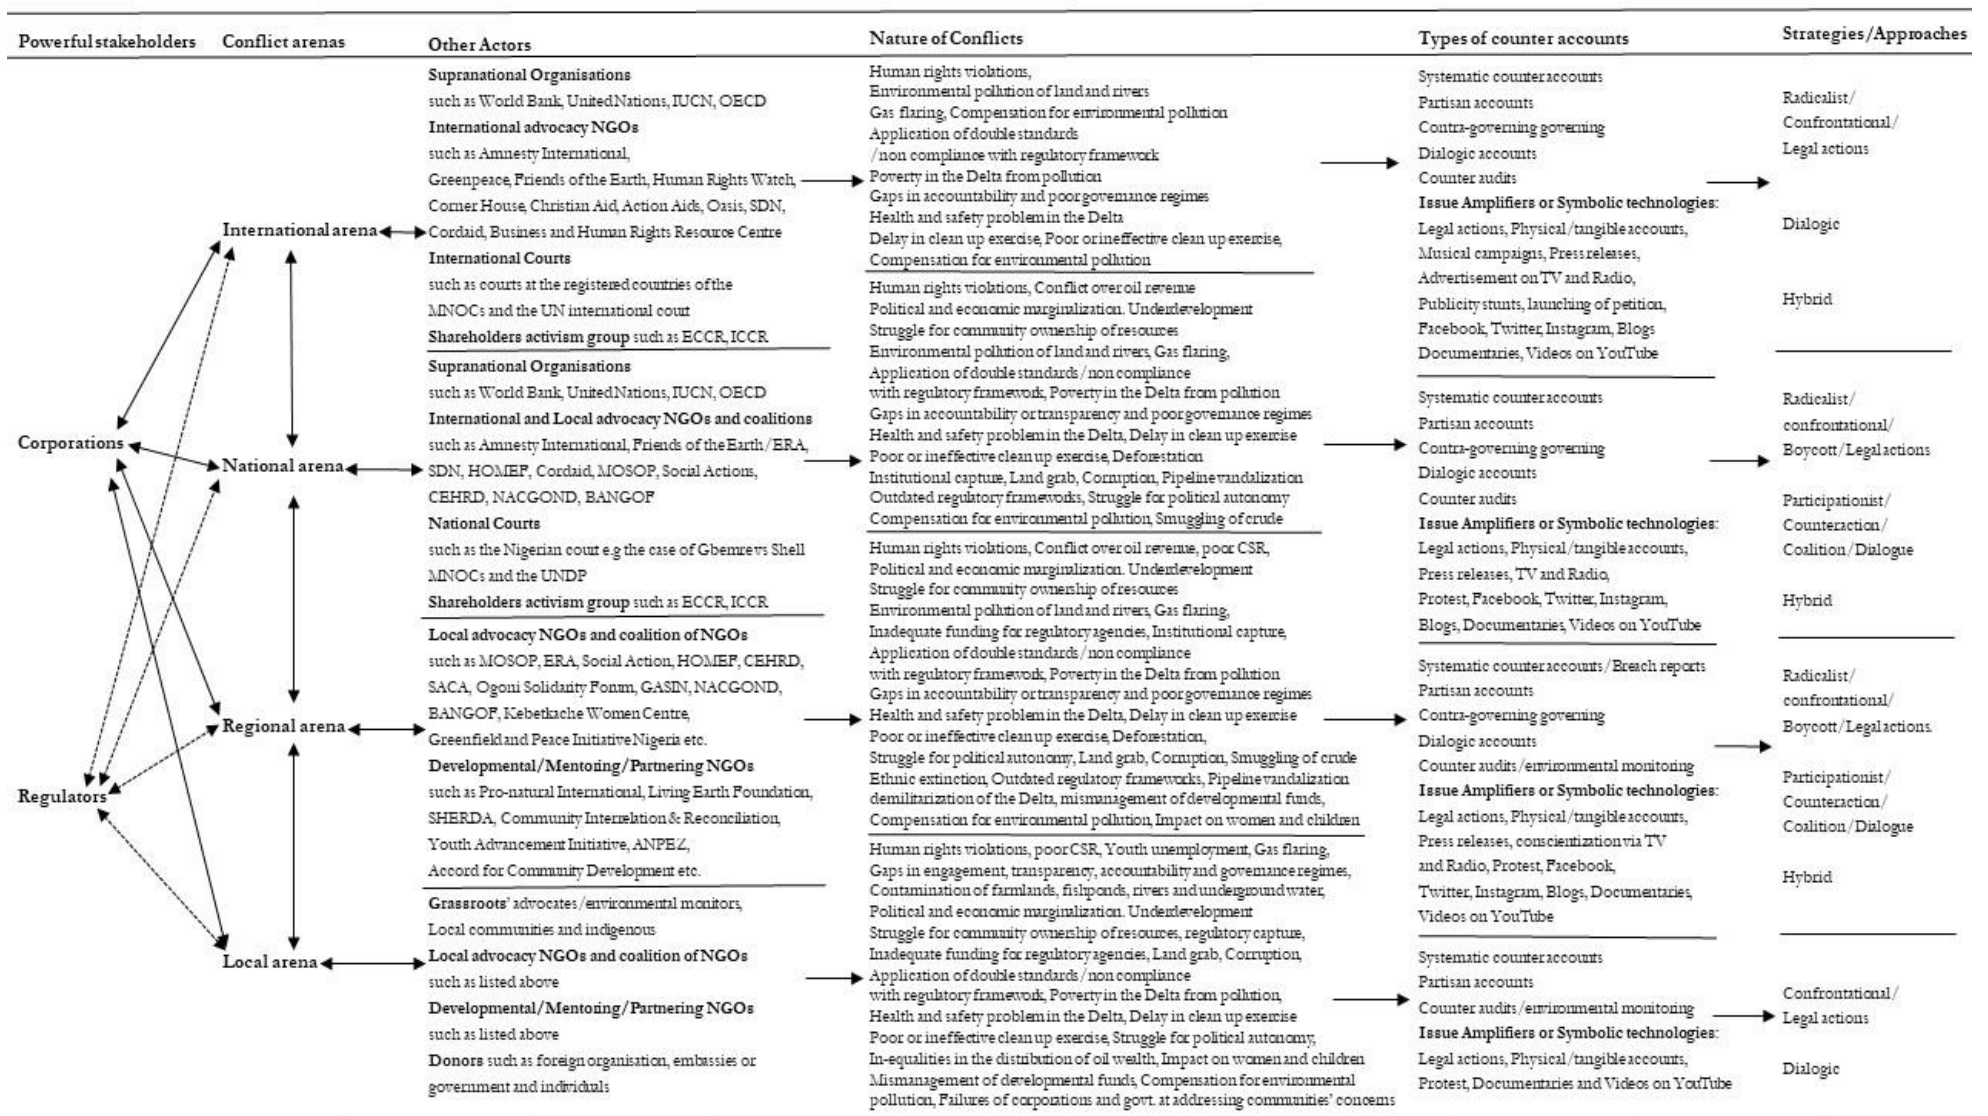 Powerful stakeholders
Conflict arenas
Other Actors
Nature of Conflicts
Types of counter accounts
Strategies/Approaches
Corporations
Regulators
International arena
National arena
Regional arena
Local arena
Supranational Organisations
such as World Bank, United Nations, IUCN, OECD
International advocacy NGOs
such as Amnesty International,
Greenpeace, Friends of the Earth, Human Rights Watch,
Corner House, Christian Aid, Action Aids, Oasis, SDN,
Cordaid, Business and Human Rights Resource Centre
International Courts
such as courts at the registered countries of the
MNOCs and the UN international court
Shareholders activism group such as ECCR, ICCR
Human rights violations,
Environmental pollution of land and rivers
Gas flaring, Compensation for environmental pollution
Application of double standards
/non compliance with regulatory framework
Poverty in the Delta from pollution
Gaps in accountability and poor governance regimes
Health and safety problem in the Delta
Delay in clean up exercise, Poor or ineffective clean up exercise,
Compensation for environmental pollution
Systematic counter accounts
Partisan accounts
Contra-governing governing
Dialogic accounts
Counter audits
Issue Amplifiers or Symbolic technologies:
Legal actions, Physical/tangible accounts,
Musical campaigns, Press releases,
Advertisement on TV and Radio,
Publicity stunts, launching of petition,
Facebook, Twitter, Instagram, Blogs
Documentaries, Videos on YouTube
Radicalist/
Confrontational/
Legal actions
Dialogic
Hybrid
Supranational Organisations
such as World Bank, United Nations, IUCN, OECD
International and Local advocacy NGOs and coalitions
such as Amnesty International, Friends of the Earth/ERA,
SDN, HOMEF, Cordaid, MOSOP, Social Actions,
CEHRD, NACGOND, BANGOF
National Courts
such as the Nigerian court e.g the case of Gbemre vs Shell
MNOCs and the UNDP
Shareholders activism group such as ECCR, ICCR
Human rights violations, Conflict over oil revenue
Political and economic marginalization. Underdevelopment
Struggle for community ownership of resources
Environmental pollution of land and rivers, Gas flaring,
Application of double standards/non compliance
with regulatory framework, Poverty in the Delta from pollution
Gaps in accountability or transparency and poor governance regimes
Health and safety problem in the Delta, Delay in clean up exercise
Poor or ineffective clean up exercise, Deforestation
Institutional capture, Land grab, Corruption, Pipeline vandalization
Outdated regulatory frameworks, Struggle for political autonomy
Compensation for environmental pollution, Smuggling of crude
Systematic counter accounts
Partisan accounts
Contra-governing governing
Dialogic accounts
Counter audits
Issue Amplifiers or Symbolic technologies:
Legal actions, Physical/tangible accounts,
Press releases, TV and Radio,
Protest, Facebook, Twitter, Instagram,
Blogs, Documentaries, Videos on YouTube
Radicalist/
confrontational/
Boycott/Legal actions
Participationist/
Counteraction/
Coalition/Dialogue
Hybrid
Local advocacy NGOs and coalition of NGOs
such as MOSOP, ERA, Social Action, HOMEF, CEHRD,
SACA, Ogoni Solidarity Forum, GASIN, NACGOND,
BANGOF, Kebetkache Women Centre,
Greenfield and Peace Initiative Nigeria etc.
Developmental/Mentoring/Partnering NGOs
such as Pro-natural International, Living Earth Foundation,
SHERDA, Community Interrelation & Reconciliation,
Youth Advancement Initiative, ANPEZ,
Accord for Community Development etc.
Human rights violations, Conflict over oil revenue, poor CSR,
Political and economic marginalization. Underdevelopment
Struggle for community ownership of resources
Environmental pollution of land and rivers, Gas flaring,
Inadequate funding for regulatory agencies, Institutional capture,
Application of double standards/non compliance
with regulatory framework, Poverty in the Delta from pollution
Gaps in accountability or transparency and poor governance regimes
Health and safety problem in the Delta, Delay in clean up exercise
Poor or ineffective clean up exercise, Deforestation,
Struggle for political autonomy, Land grab, Corruption, Smuggling of crude
Ethnic extinction, Outdated regulatory frameworks, Pipeline vandalization
demilitarization of the Delta, mismanagement of developmental funds,
Compensation for environmental pollution, Impact on women and children
Systematic counter accounts/Breach reports
Partisan accounts
Contra-governing governing
Dialogic accounts
Counter audits/environmental monitoring
Issue Amplifiers or Symbolic technologies:
Legal actions, Physical/tangible accounts,
Press releases, conscientization via TV
and Radio, Protest, Facebook,
Twitter, Instagram, Blogs, Documentaries,
Videos on YouTube
Radicalist/
confrontational/
Boycott/Legal actions.
Participationist/
Counteraction/
Coalition/Dialogue
Hybrid
Grassroots' advocates/environmental monitors,
Local communities and indigenous
Local advocacy NGOs and coalition of NGOs
such as listed above
Developmental/Mentoring/Partnering NGOs
such as listed above
Donors such as foreign organisation, embassies or
government and individuals
Human rights violations, poor CSR, Youth unemployment, Gas flaring,
Gaps in engagement, transparency, accountability and governance regimes,
Contamination of farmlands, fishponds, rivers and underground water,
Political and economic marginalization. Underdevelopment
Struggle for community ownership of resources, regulatory capture,
Inadequate funding for regulatory agencies, Land grab, Corruption,
Application of double standards/non compliance
with regulatory framework, Poverty in the Delta from pollution,
Health and safety problem in the Delta, Delay in clean up exercise
Poor or ineffective clean up exercise, Struggle for political autonomy,
In-equalities in the distribution of oil wealth, Impact on women and children
Mismanagement of developmental funds, Compensation for environmental
pollution, Failures of corporations and govt. at addressing communities' concerns
Systematic counter accounts
Partisan accounts
Counter audits/environmental monitoring
Issue Amplifiers or Symbolic technologies:
Legal actions, Physical/tangible accounts,
Protest, Documentaries and Videos on YouTube
Confrontational/
Legal actions
Dialogic